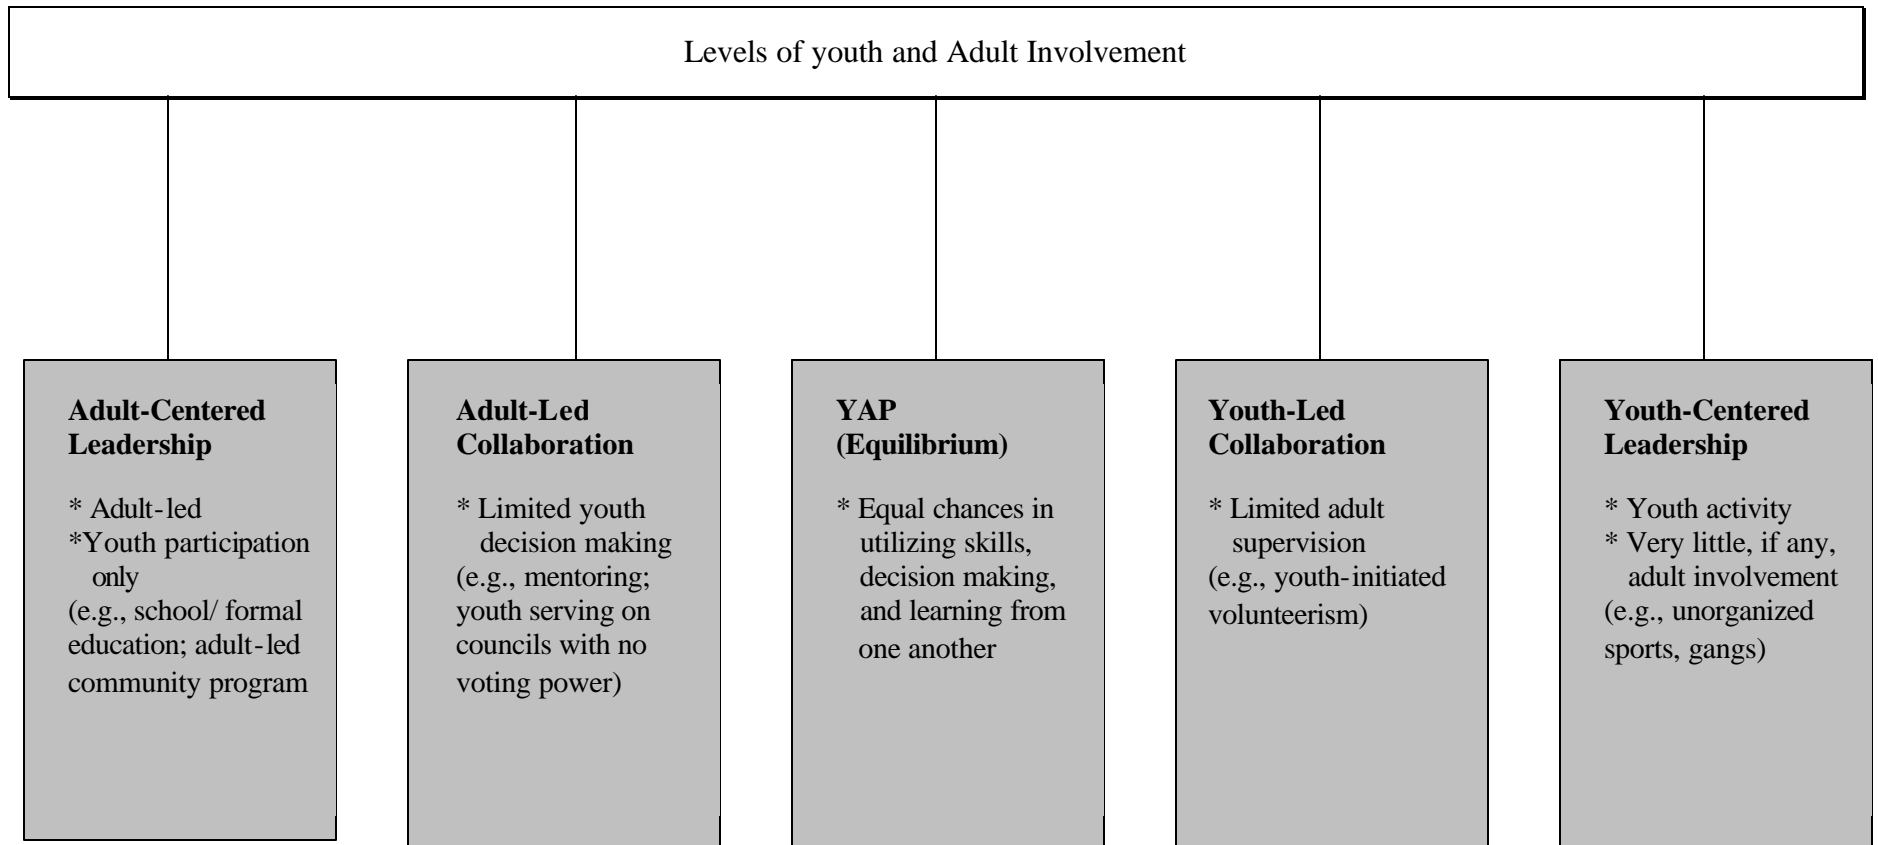 Levels of youth and Adult Involvement
Adult-Centered
Leadership
* Adult-led
*Youth participation
only
(e.g., school/ formal
education; adult-led
community program
Adult-Led
Collaboration
* Limited youth
decision making
(e.g., mentoring;
youth serving on
councils with no
voting power)
YAP
(Equilibrium)
* Equal chances in
utilizing skills,
decision making,
and learning from
one another
Youth-Led
Collaboration
* Limited adult
supervision
(e.g., youth-initiated
volunteerism)
Youth-Centered
Leadership
* Youth activity
* Very little, if any,
adult involvement
(e.g., unorganized
sports, gangs)